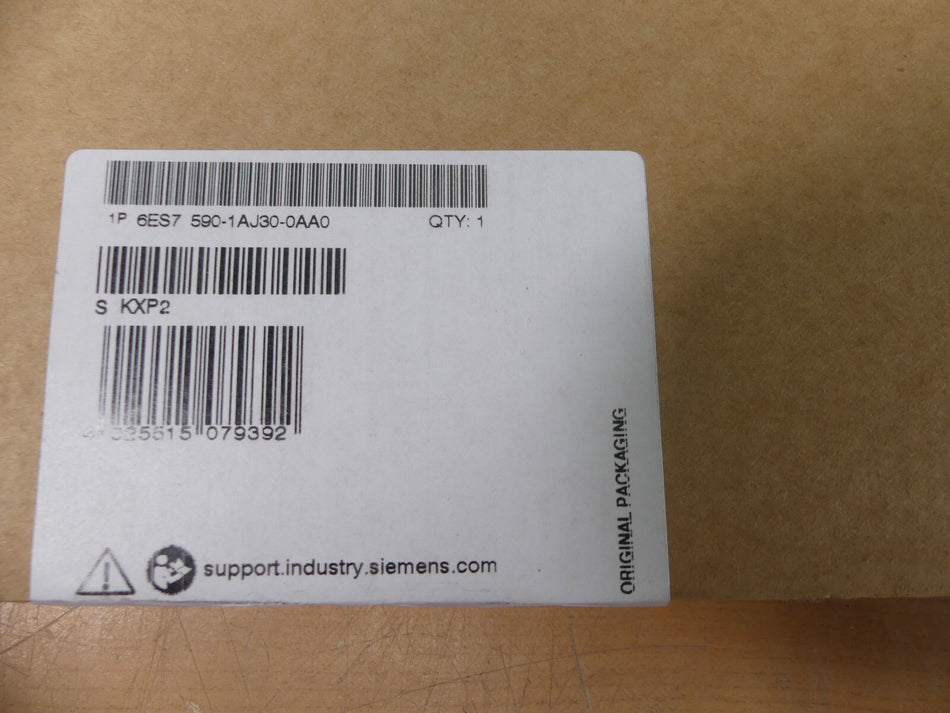 1P 6ES7 590-1AJ30-0AA0 QTY: 1
S KXP2
4 025515 079392
support.industry.siemens.com
ORIGINAL PACKAGING